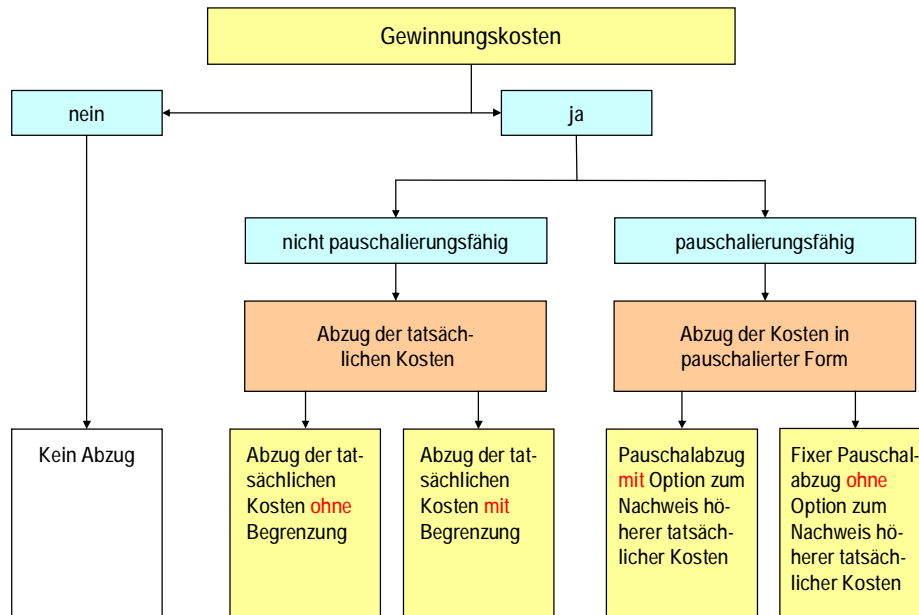 Gewinnungskosten
nein
ja
nicht pauschalierungsfähig
pauschalierungsfähig
Abzug der tatsäch-
lichen Kosten
Abzug der Kosten in
pauschalierter Form
Kein Abzug
Abzug der tat-
sächlichen
Kosten ohne
Begrenzung
Abzug der tat-
sächlichen
Kosten mit
Begrenzung
Pauschalabzug
mit Option zum
Nachweis hö-
herer tatsäch-
licher Kosten
Fixer Pauschal-
abzug ohne
Option zum
Nachweis hö-
herer tatsäch-
licher Kosten